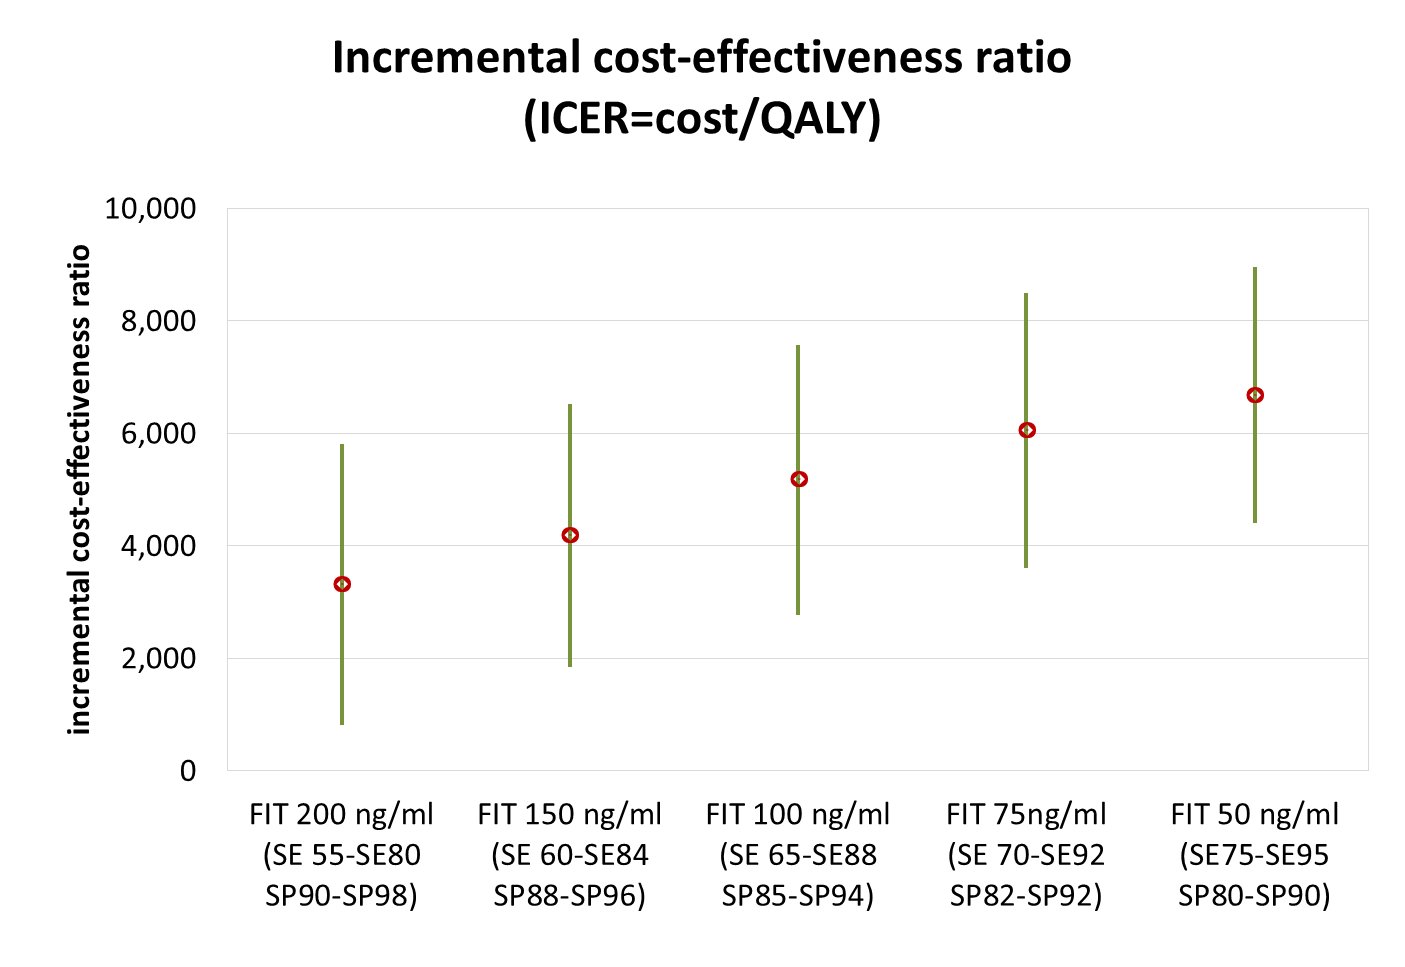 Incremental cost-effectiveness ratio
(ICER=cost/QALY)
incremental cost-effectiveness ratio
10,000
8,000
6,000
4,000
2,000
0
FIT 200 ng/ml
(SE 55-SE80
SP90-SP98)
FIT 150 ng/ml
(SE 60-SE84
SP88-SP96)
FIT 100 ng/ml
(SE 65-SE88
SP85-SP94)
FIT 75ng/ml
(SE 70-SE92
SP82-SP92)
FIT 50 ng/ml
(SE75-SE95
SP80-SP90)